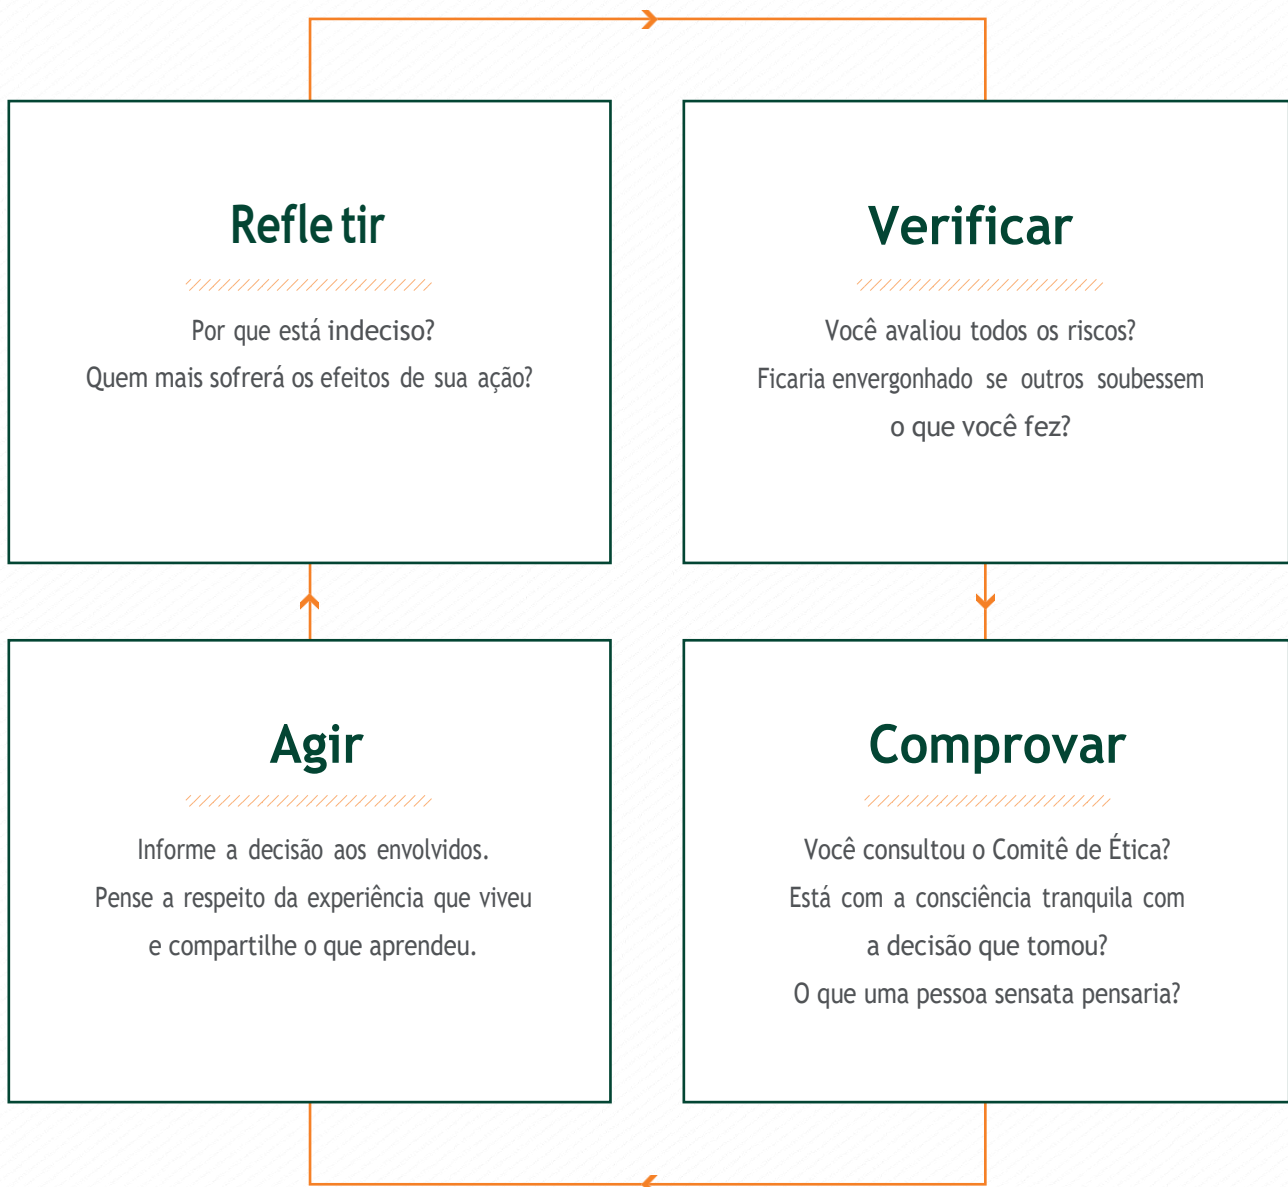 Refletir
Por que está indeciso?
Quem mais sofrerá os efeitos de sua ação?
Verificar
Você avaliou todos os riscos?
Ficaria envergonhado se outros soubessem
o que você fez?
Agir
Informe a decisão aos envolvidos.
Pense a respeito da experiência que viveu
e compartilhe o que aprendeu.
Comprovar
Você consultou o Comitê de Ética?
Está com a consciência tranquila com
a decisão que tomou?
O que uma pessoa sensata pensaria?